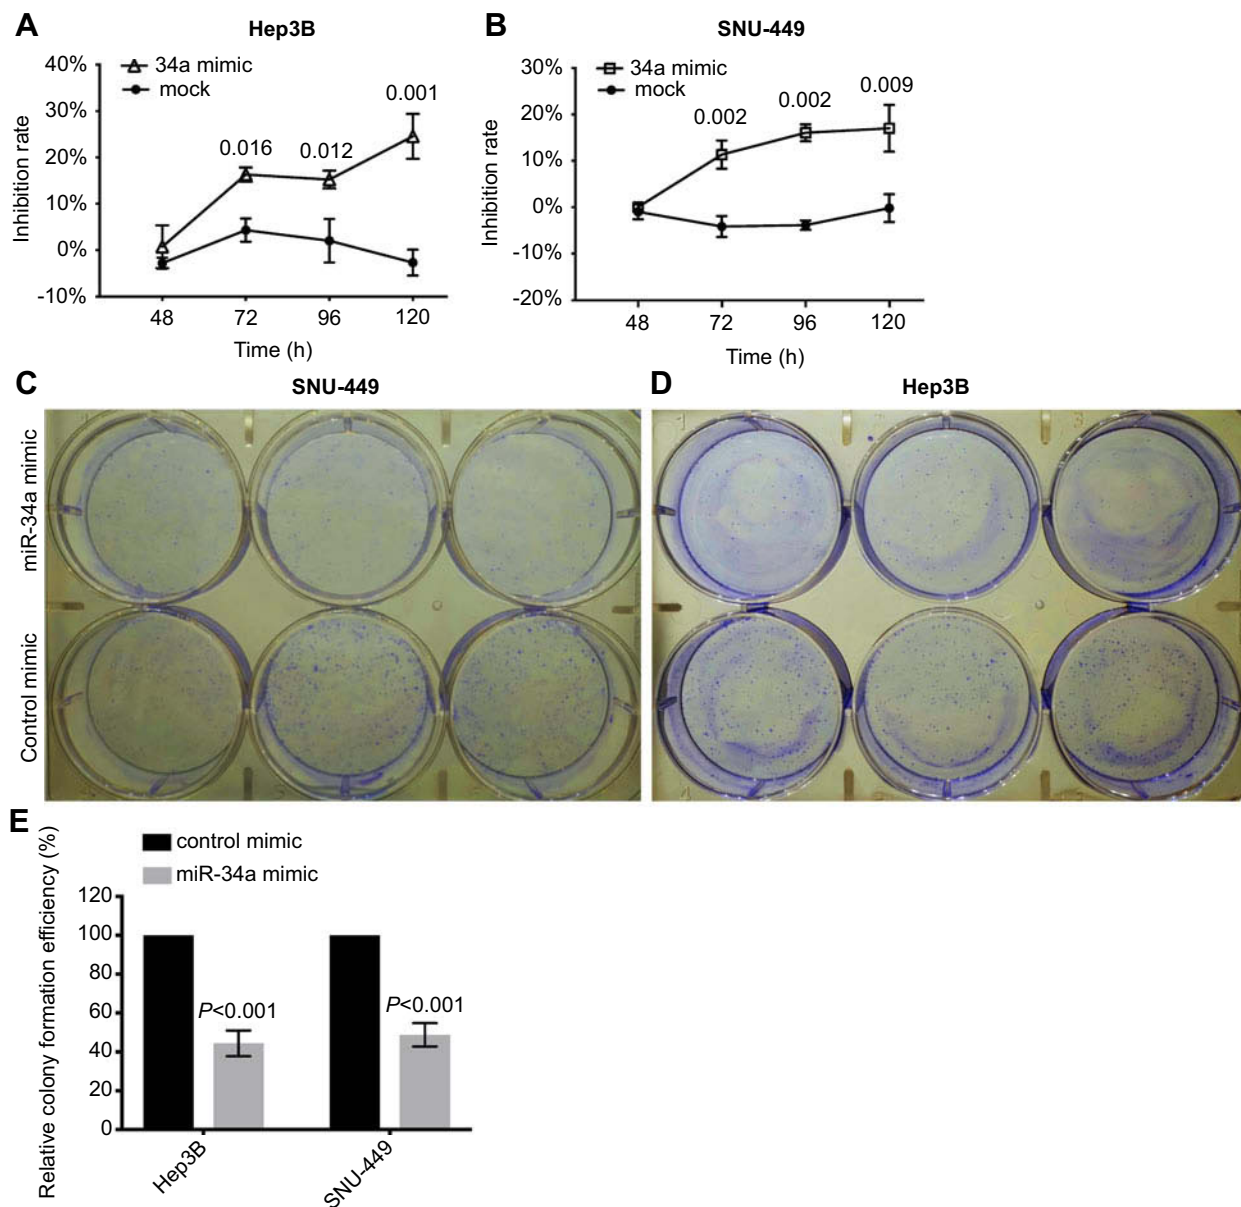 A
Hep3B
40%
30%
20%
10%
0%
-10%
Inhibition rate
34a mimic
mock
0.016
0.012
0.001
48
72
96
120
Time (h)
B
SNU-449
30%
20%
10%
0%
-10%
-20%
Inhibition rate
34a mimic
mock
0.002
0.002
0.009
48
72
96
120
Time (h)
C
SNU-449
miR-34a mimic
Control mimic
D
Hep3B
E
control mimic
miR-34a mimic
Relative colony formation efficiency (%)
120
100
80
60
40
20
0
P<0.001
P<0.001
Hep3B
SNU-449